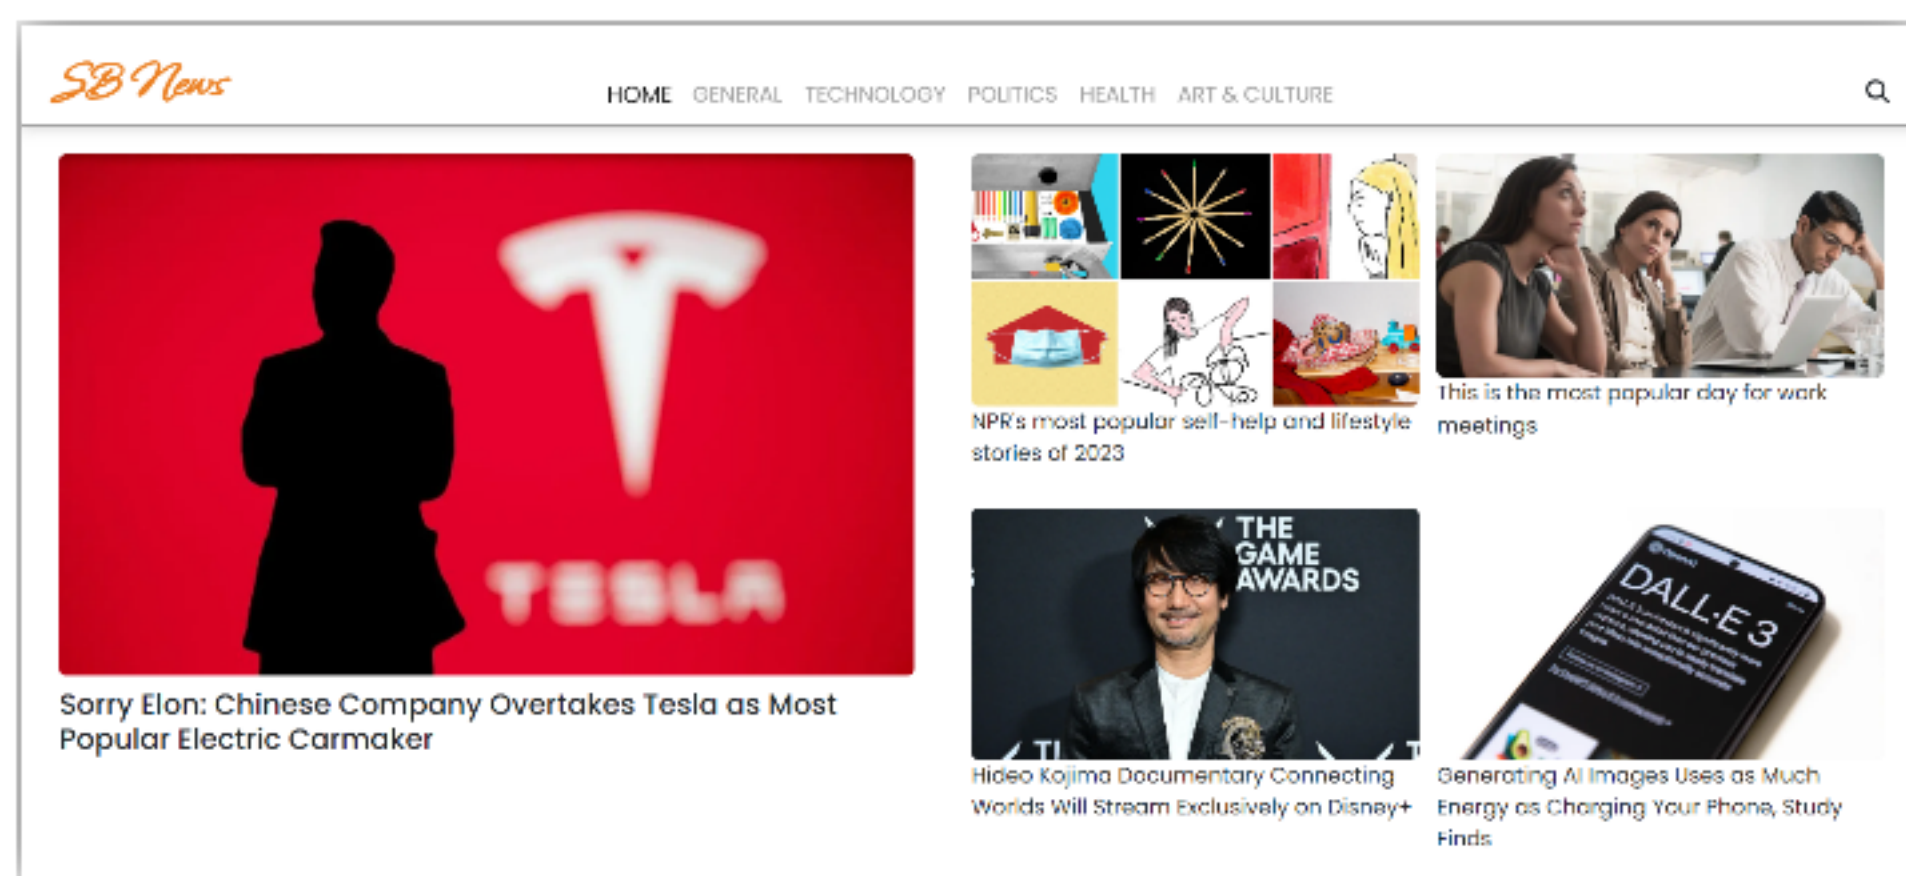 SB News
HOME GENERAL TECHNOLOGY POLITICS HEALTH ART & CULTURE
TESLA
Sorry Elon: Chinese Company Overtakes Tesla as Most
Popular Electric Carmaker
NPR's most popular self-help and lifestyle
stories of 2023
This is the most popular day for work
meetings
THE
GAME
AWARDS
Hideo Kojima Documentary Connecting
Worlds Will Stream Exclusively on Disney+
DALL·E 3
Generating AI Images Uses as Much
Energy as Charging Your Phone, Study
Finds